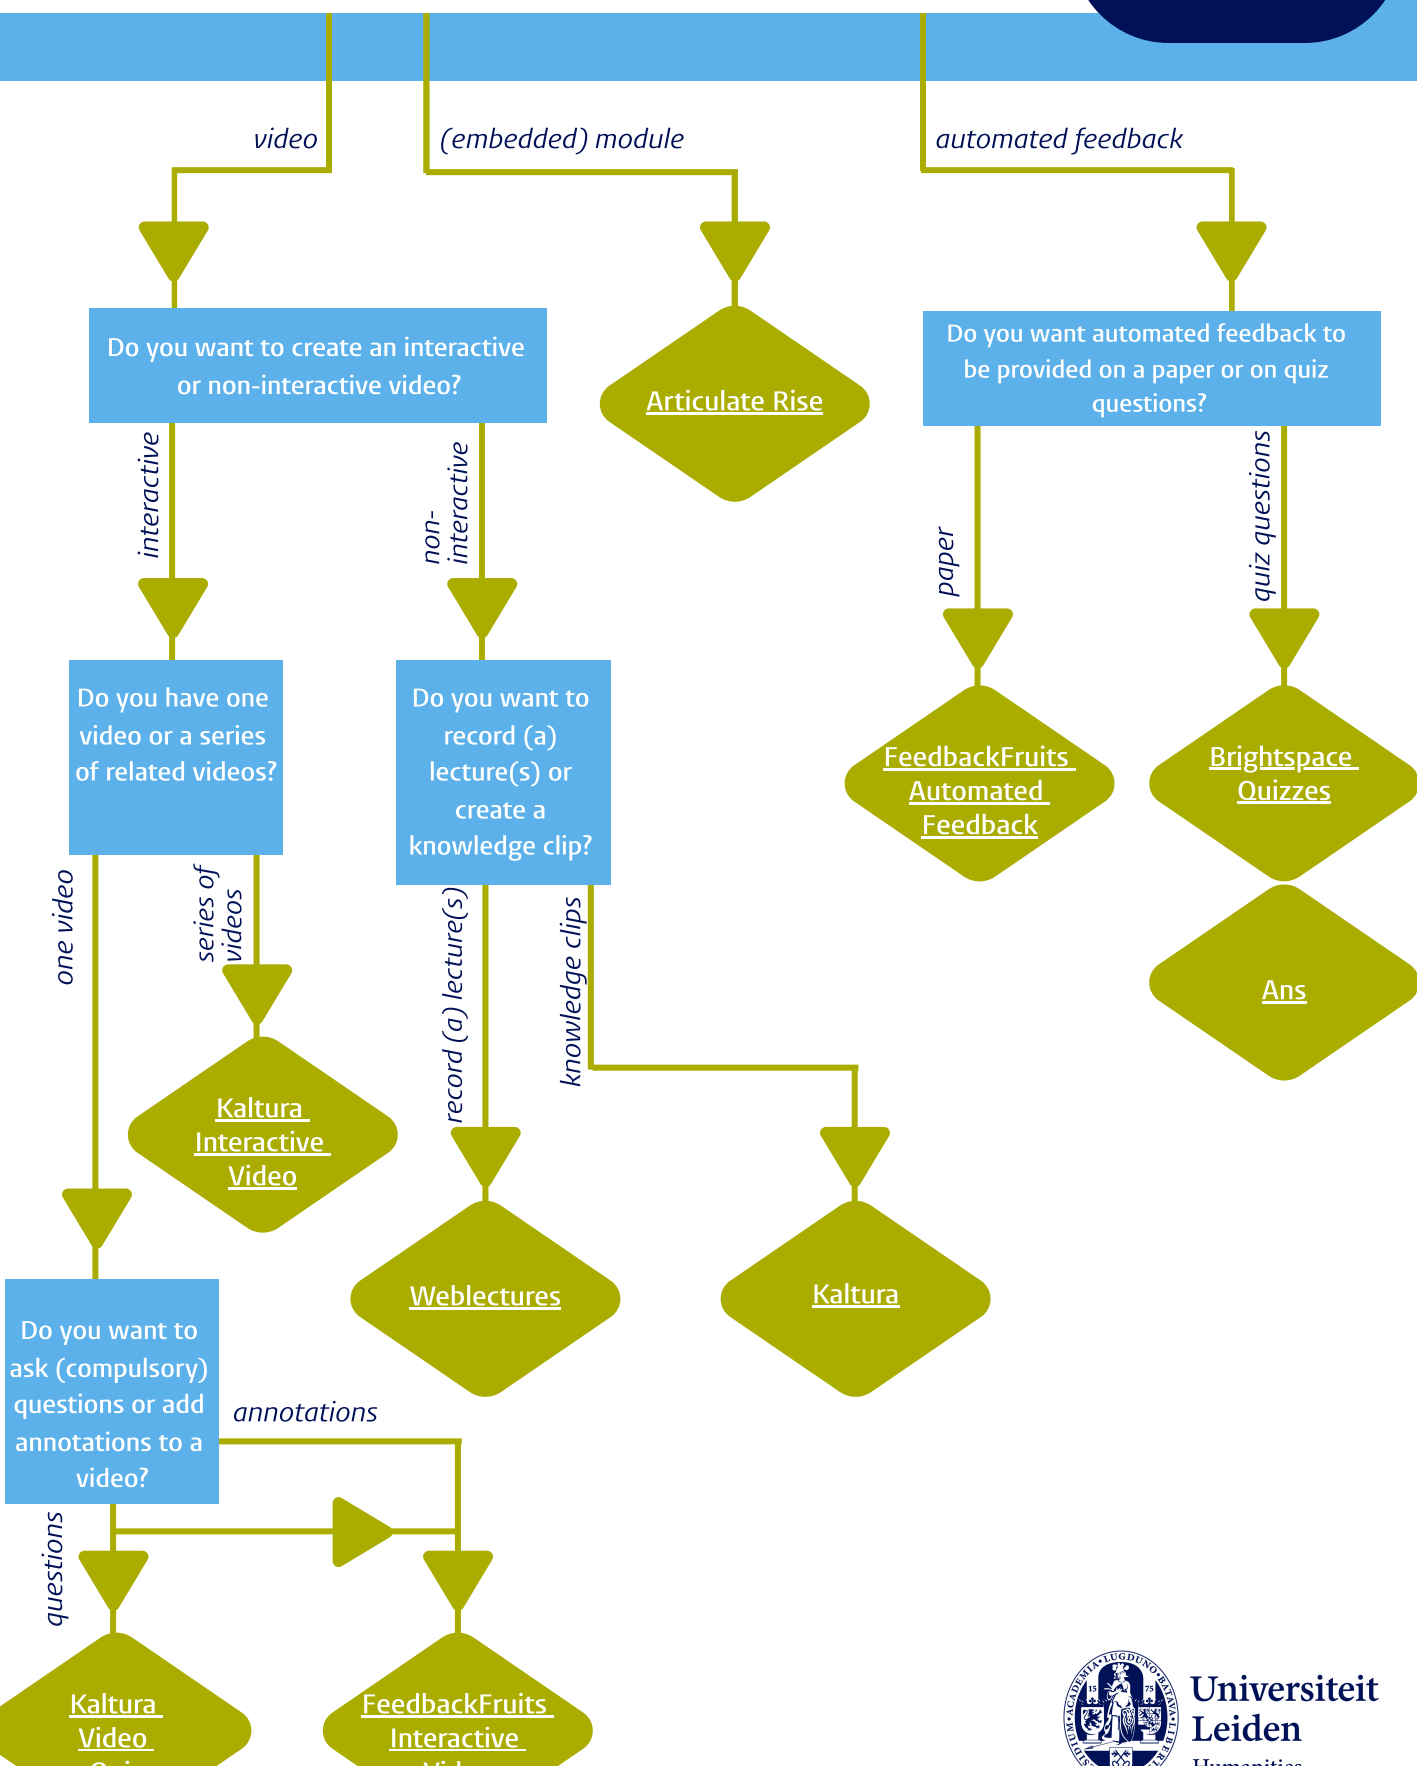 video
(embedded) module
automated feedback
Do you want to create an interactive
or non-interactive video?
Articulate Rise
Do you want automated feedback to
be provided on a paper or on quiz
questions?
interactive
non-
interactive
paper
quiz questions
Do you have one
video or a series
of related videos?
Do you want to
record (a)
lecture(s) or
create a
knowledge clip?
FeedbackFruits
Automated
Feedback
Brightspace
Quizzes
Ans
one video
series of
videos
record (a) lecture(s)
knowledge clips
Kaltura
Interactive
Video
Weblectures
Kaltura
Do you want to
ask (compulsory)
questions or add
annotations to a
video?
annotations
questions
Kaltura
Video
FeedbackFruits
Interactive
Universiteit
Leiden
Humanities